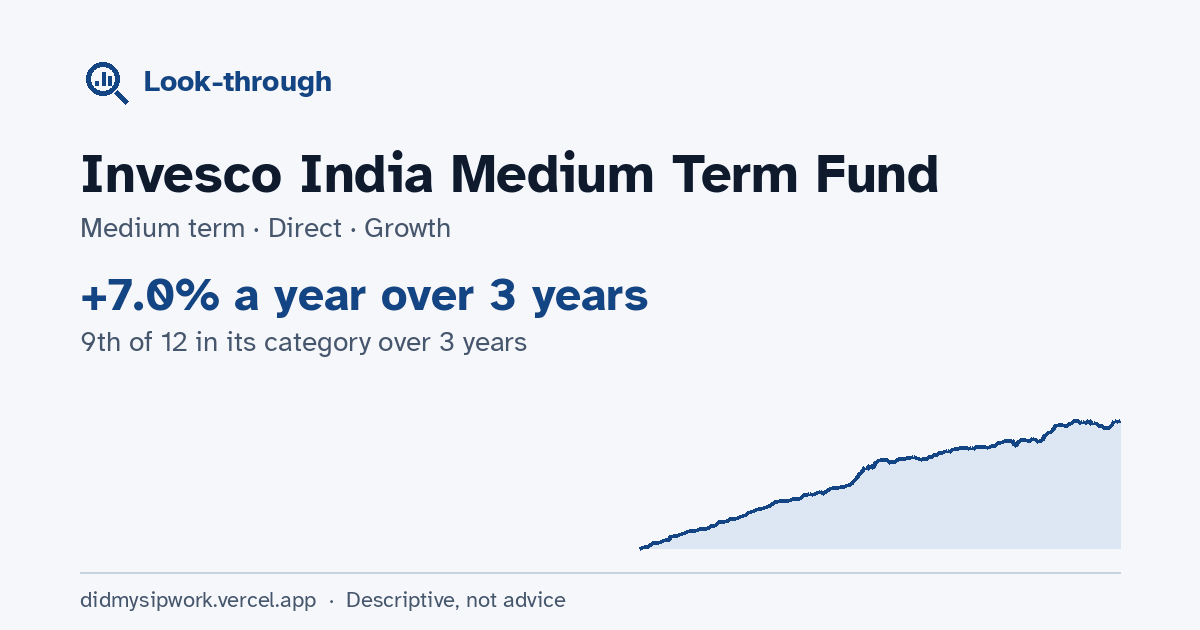 Look-through
Invesco India Medium Term Fund
Medium term · Direct · Growth
+7.0% a year over 3 years
9th of 12 in its category over 3 years
didmysipwork.vercel.app · Descriptive, not advice